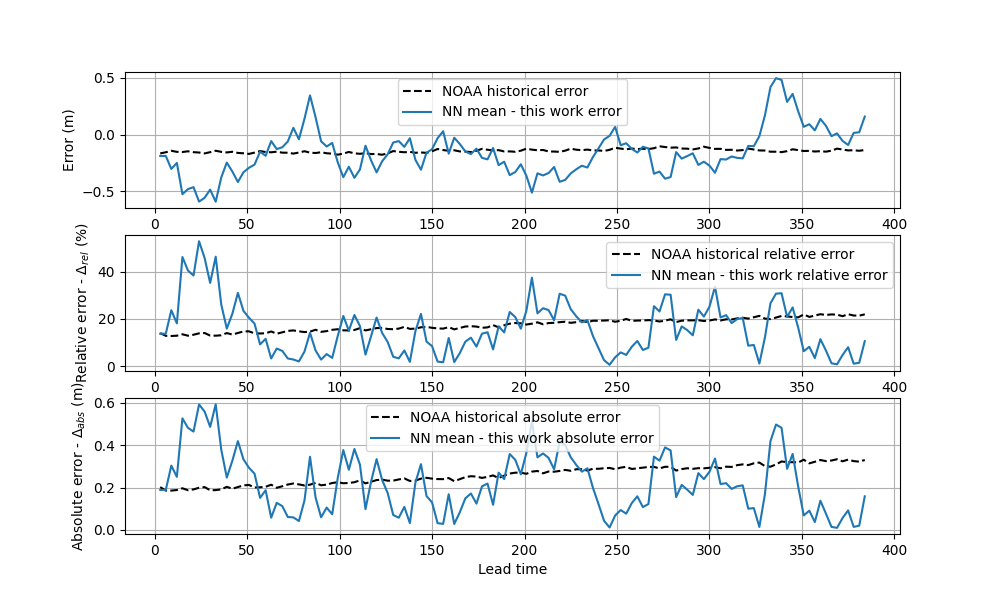 0.5
0.0
−0.5
Error (m)
NOAA historical error
NN mean - this work error
0 50 100 150 200 250 300 350 400
40
20
0
Relative error - Δrel (%)
NOAA historical relative error
NN mean - this work relative error
0 50 100 150 200 250 300 350 400
0.6
0.4
0.2
0.0
Absolute error - Δabs (m)
NOAA historical absolute error
NN mean - this work absolute error
0 50 100 150 200 250 300 350 400
Lead time